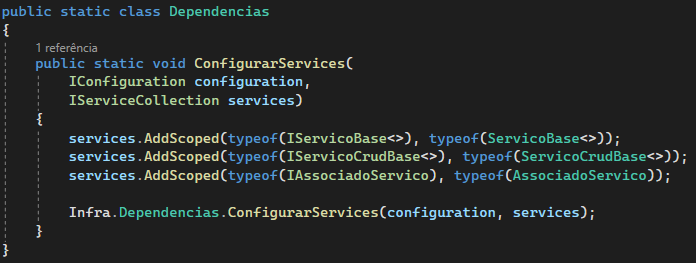 public static class Dependencias
{
1 referência
public static void ConfigurarServices(
IConfiguration configuration,
IServiceCollection services)
{
services.AddScoped(typeof(IServicoBase<>), typeof(ServicoBase<>));
services.AddScoped(typeof(IServicoCrudBase<>), typeof(ServicoCrudBase<>));
services.AddScoped(typeof(IAssociadoServico), typeof(AssociadoServico));
Infra.Dependencias.ConfigurarServices(configuration, services);
}
}